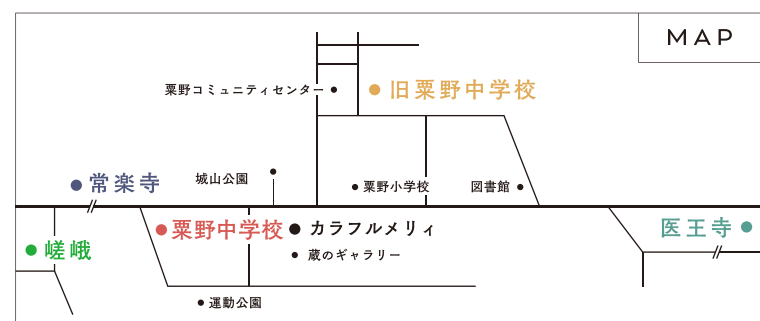 MAP
粟野コミュニティセンター
旧粟野中学校
常楽寺
城山公園
粟野小学校
図書館
粟野中学校
カラフルメリィ
医王寺
嵯峨
蔵のギャラリー
運動公園